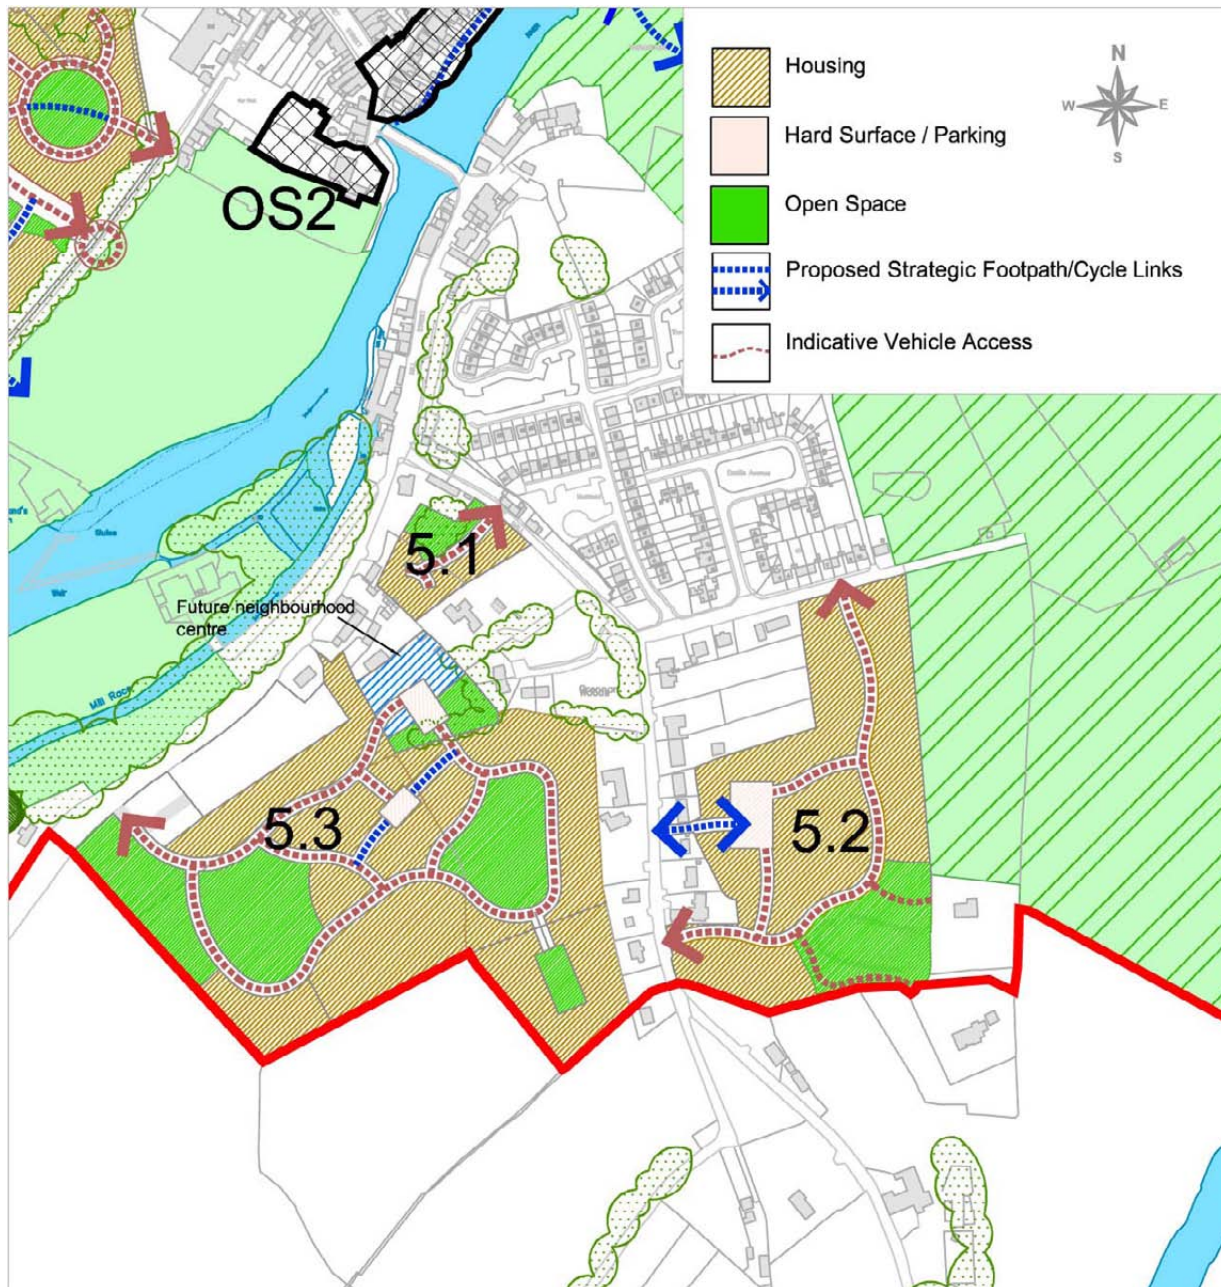 N
W
E
S
Housing
Hard Surface / Parking
Open Space
Proposed Strategic Footpath/Cycle Links
Indicative Vehicle Access
OS2
5.1
Future neighbourhood
centre
Weir
Mill Race
5.3
5.2